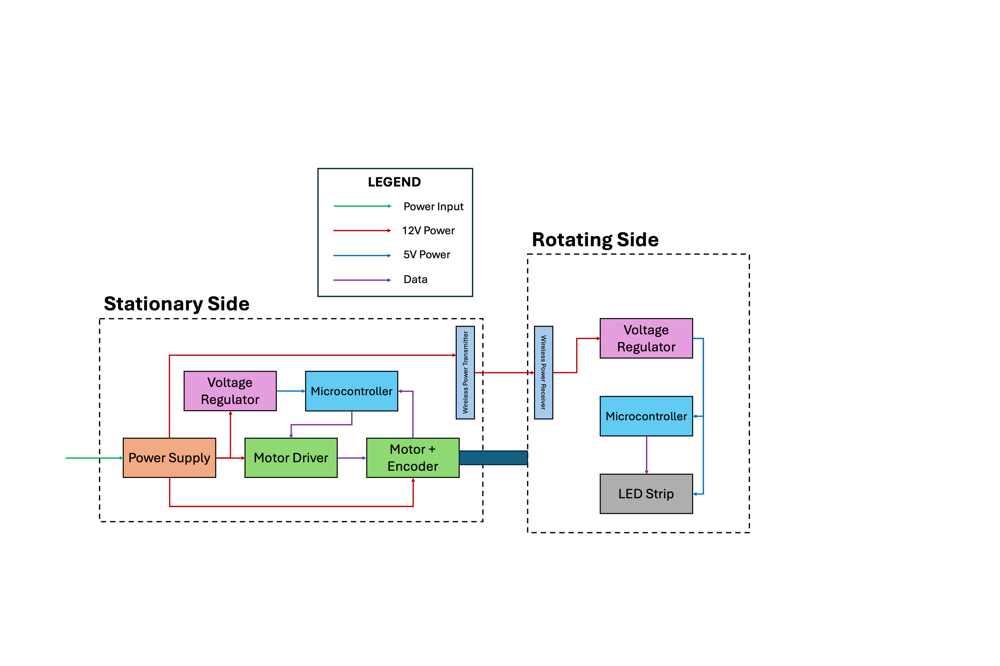 LEGEND
Power Input
12V Power
5V Power
Data
Stationary Side
Voltage
Regulator
Microcontroller
Wireless Power Transmitter
Power Supply
Motor Driver
Motor +
Encoder
Rotating Side
Wireless Power Receiver
Voltage
Regulator
Microcontroller
LED Strip